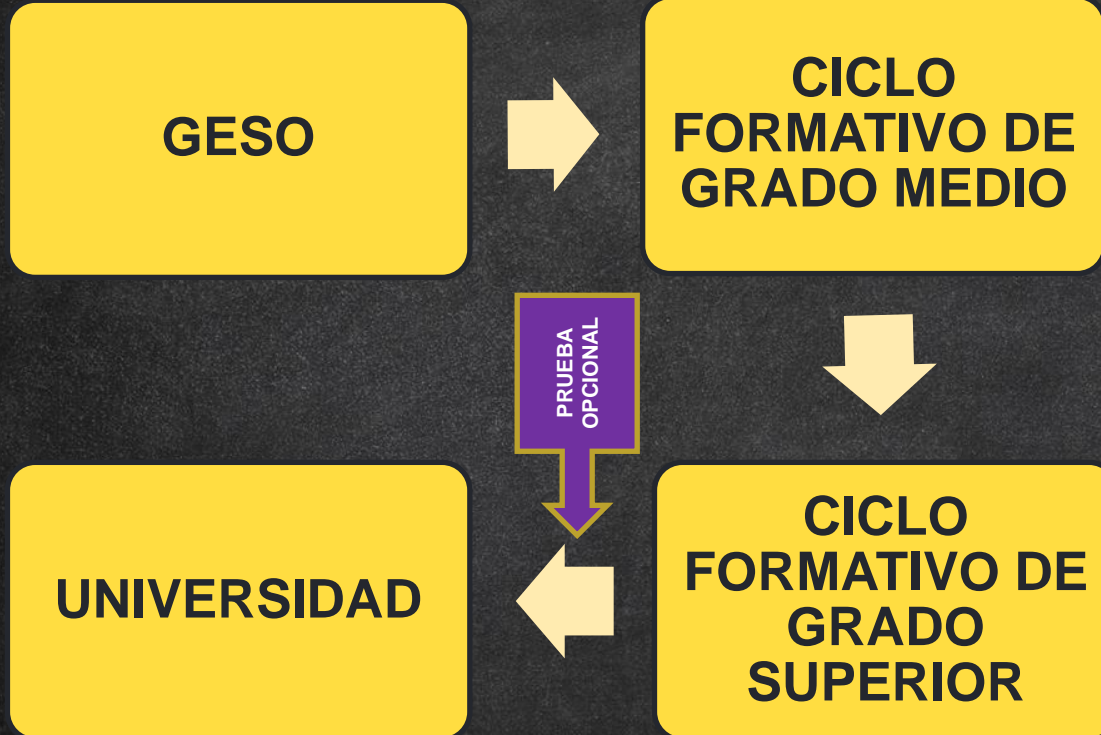 GESO
CICLO
FORMATIVO DE
GRADO MEDIO
PRUEBA
OPCIONAL
CICLO
FORMATIVO DE
GRADO
SUPERIOR
UNIVERSIDAD